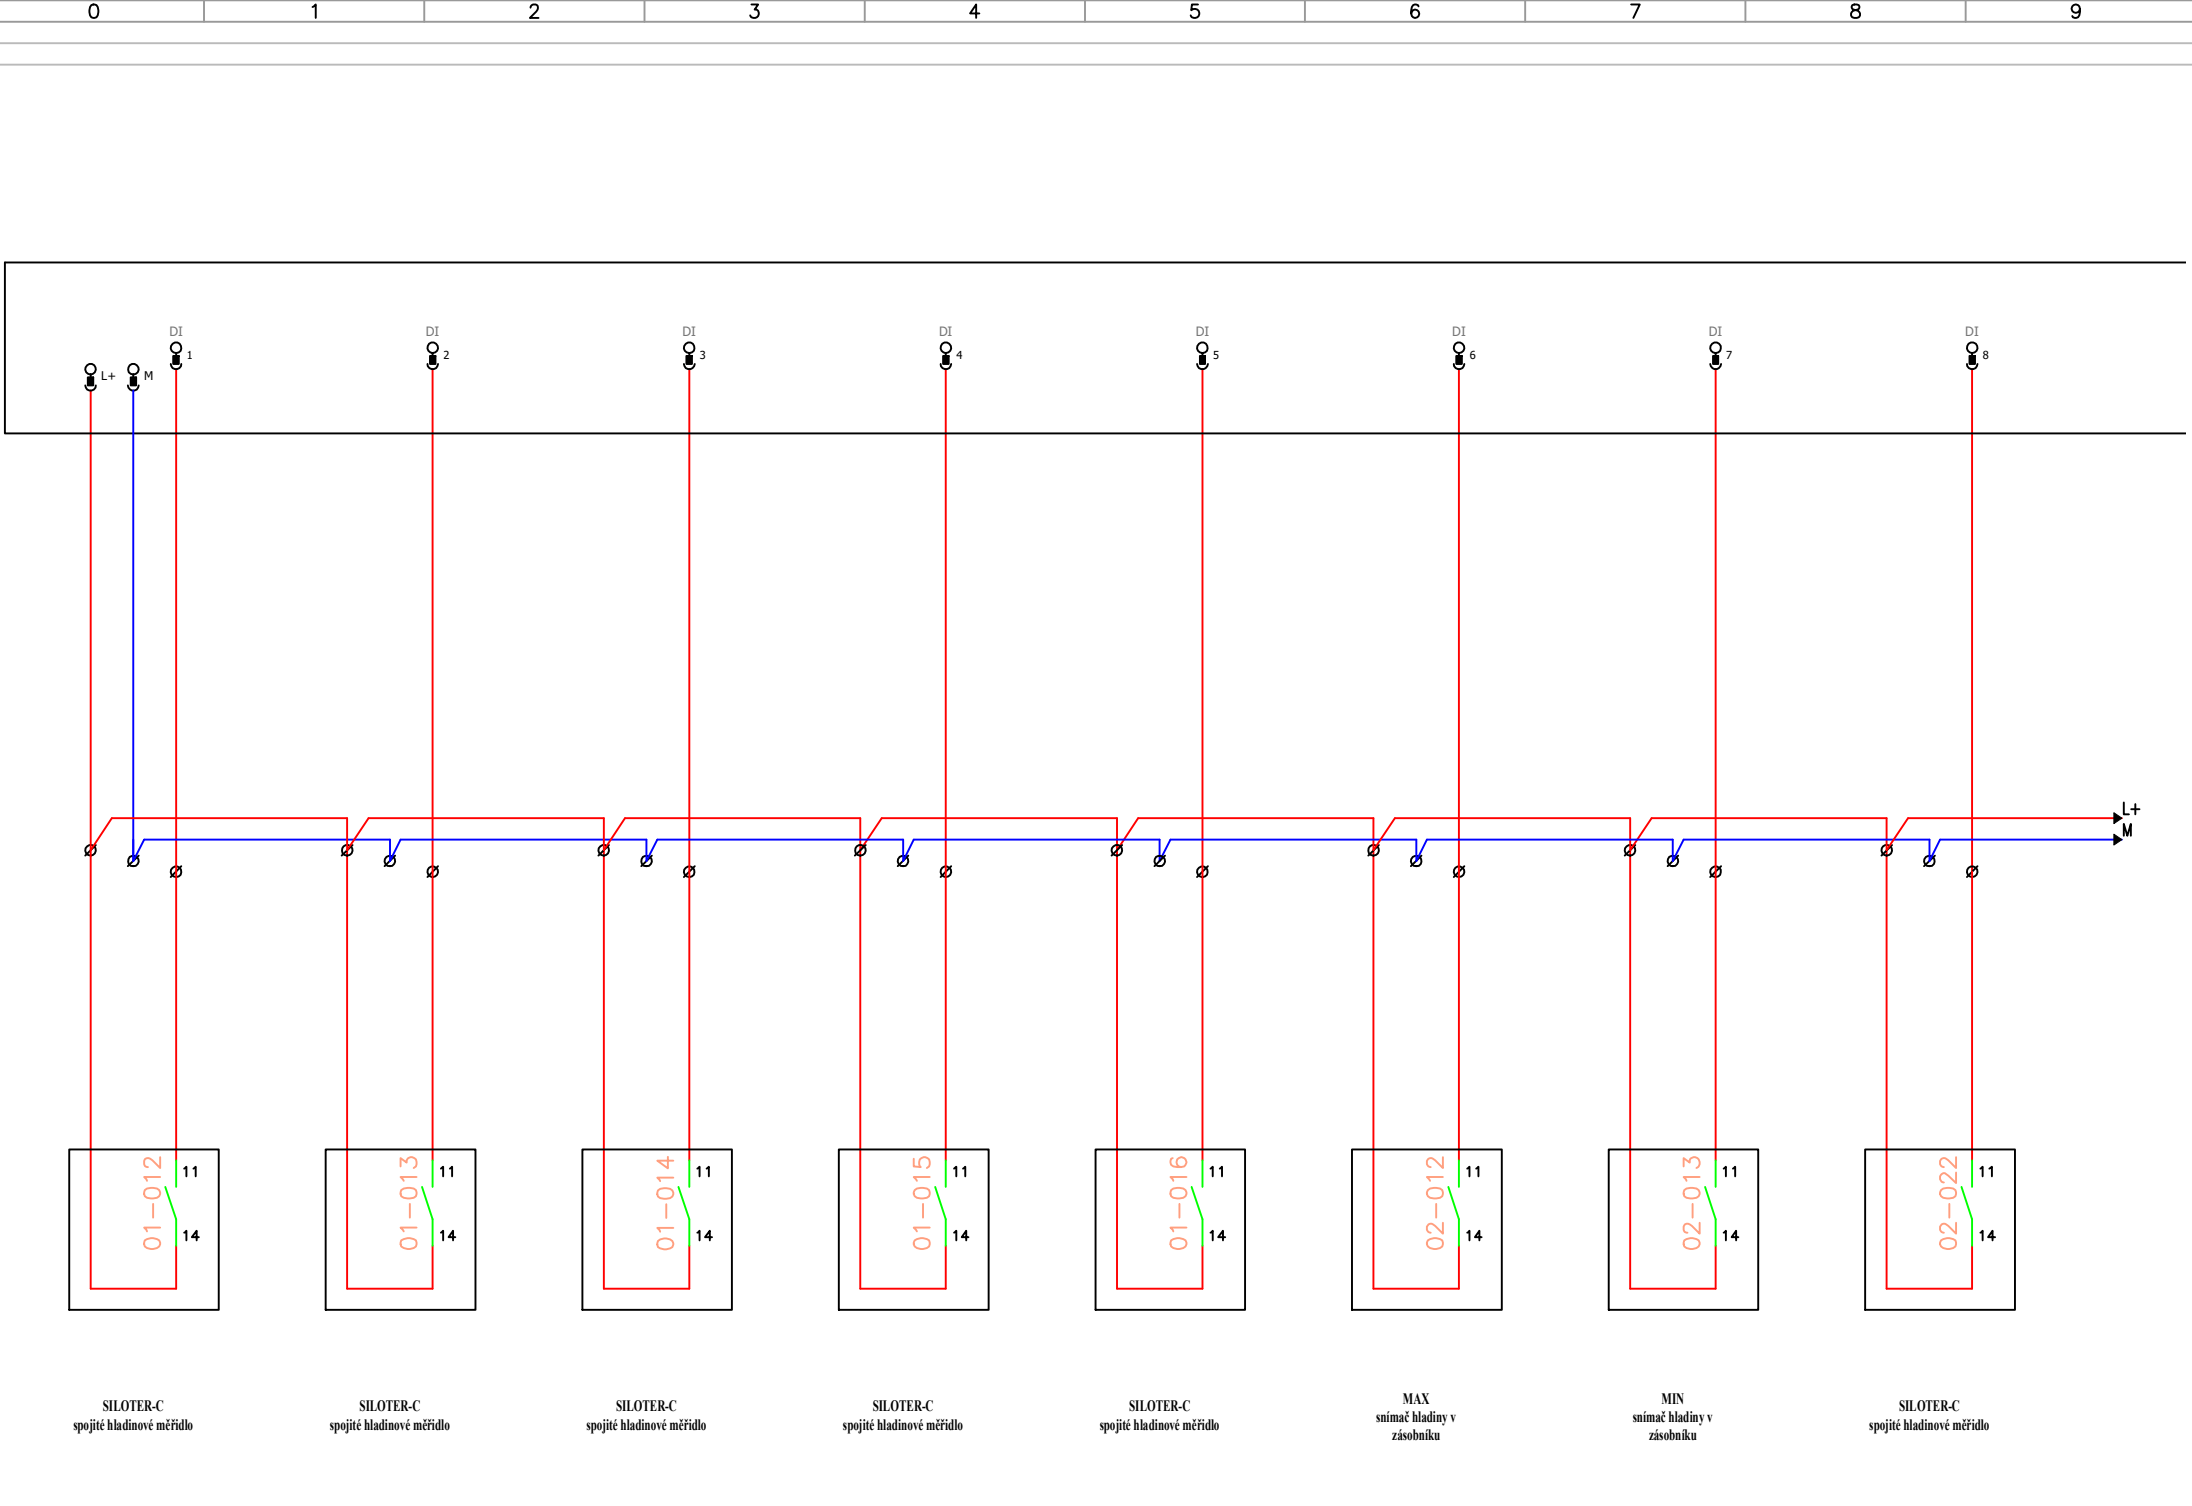 0 1 2 3 4 5 6 7 8 9
DI DI DI DI DI DI DI DI
1 2 3 4 5 6 7 8
L+ M
L+
M
01-012 11 01-013 11 01-014 11 01-015 11 01-016 11 02-012 11 02-013 11 02-022 11
14 14 14 14 14 14 14 14
SILOTER-C
spojité hladinové měřidlo
SILOTER-C
spojité hladinové měřidlo
SILOTER-C
spojité hladinové měřidlo
SILOTER-C
spojité hladinové měřidlo
SILOTER-C
spojité hladinové měřidlo
MAX
snímač hladiny v
zásobníku
MIN
snímač hladiny v
zásobníku
SILOTER-C
spojité hladinové měřidlo